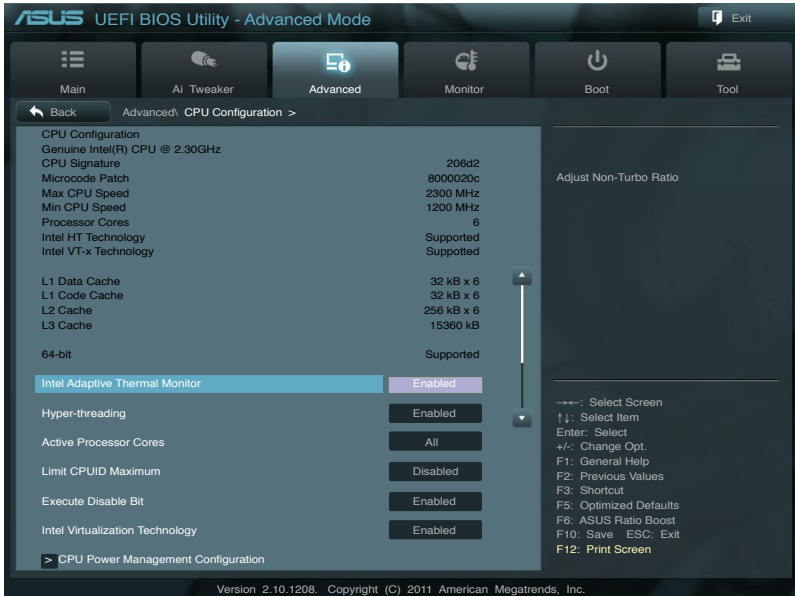 ASUS UEFI BIOS Utility - Advanced Mode
Exit
Main
Ai Tweaker
Advanced
Monitor
Boot
Tool
Back
Advanced\ CPU Configuration >
CPU Configuration
Genuine Intel(R) CPU @ 2.30GHz
CPU Signature 206d2
Microcode Patch 8000020c
Max CPU Speed 2300 MHz
Min CPU Speed 1200 MHz
Processor Cores 6
Intel HT Technology Supported
Intel VT-x Technology Suppotted
L1 Data Cache 32 kB x 6
L1 Code Cache 32 kB x 6
L2 Cache 256 kB x 6
L3 Cache 15360 kB
64-bit Supported
Intel Adaptive Thermal Monitor Enabled
Hyper-threading Enabled
Active Processor Cores All
Limit CPUID Maximum Disabled
Execute Disable Bit Enabled
Intel Virtualization Technology Enabled
> CPU Power Management Configuration
Adjust Non-Turbo Ratio
→←: Select Screen
↑↓: Select Item
Enter: Select
+/-: Change Opt.
F1: General Help
F2: Previous Values
F3: Shortcut
F5: Optimized Defaults
F6: ASUS Ratio Boost
F10: Save ESC: Exit
F12: Print Screen
Version 2.10.1208. Copyright (C) 2011 American Megatrends, Inc.